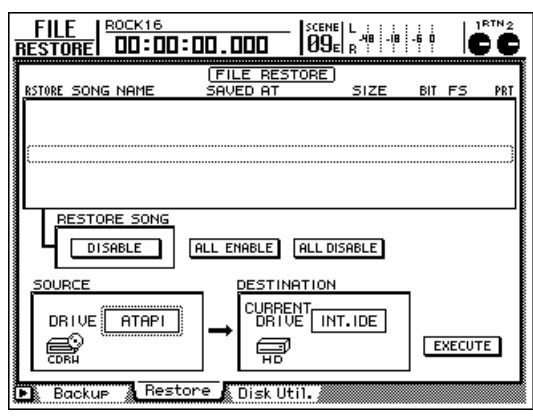 FILE RESTORE
ROCK16
00:00:00.000
SCENE 09E
L R -48 -18 -6 0
1 RTN 2
FILE RESTORE
RSTORE SONG NAME SAVED AT SIZE BIT FS PRT
RESTORE SONG
DISABLE ALL ENABLE ALL DISABLE
SOURCE DESTINATION
DRIVE ATAPI
CDRW
CURRENT DRIVE INT.IDE
HD
EXECUTE
Backup Restore Disk Util.